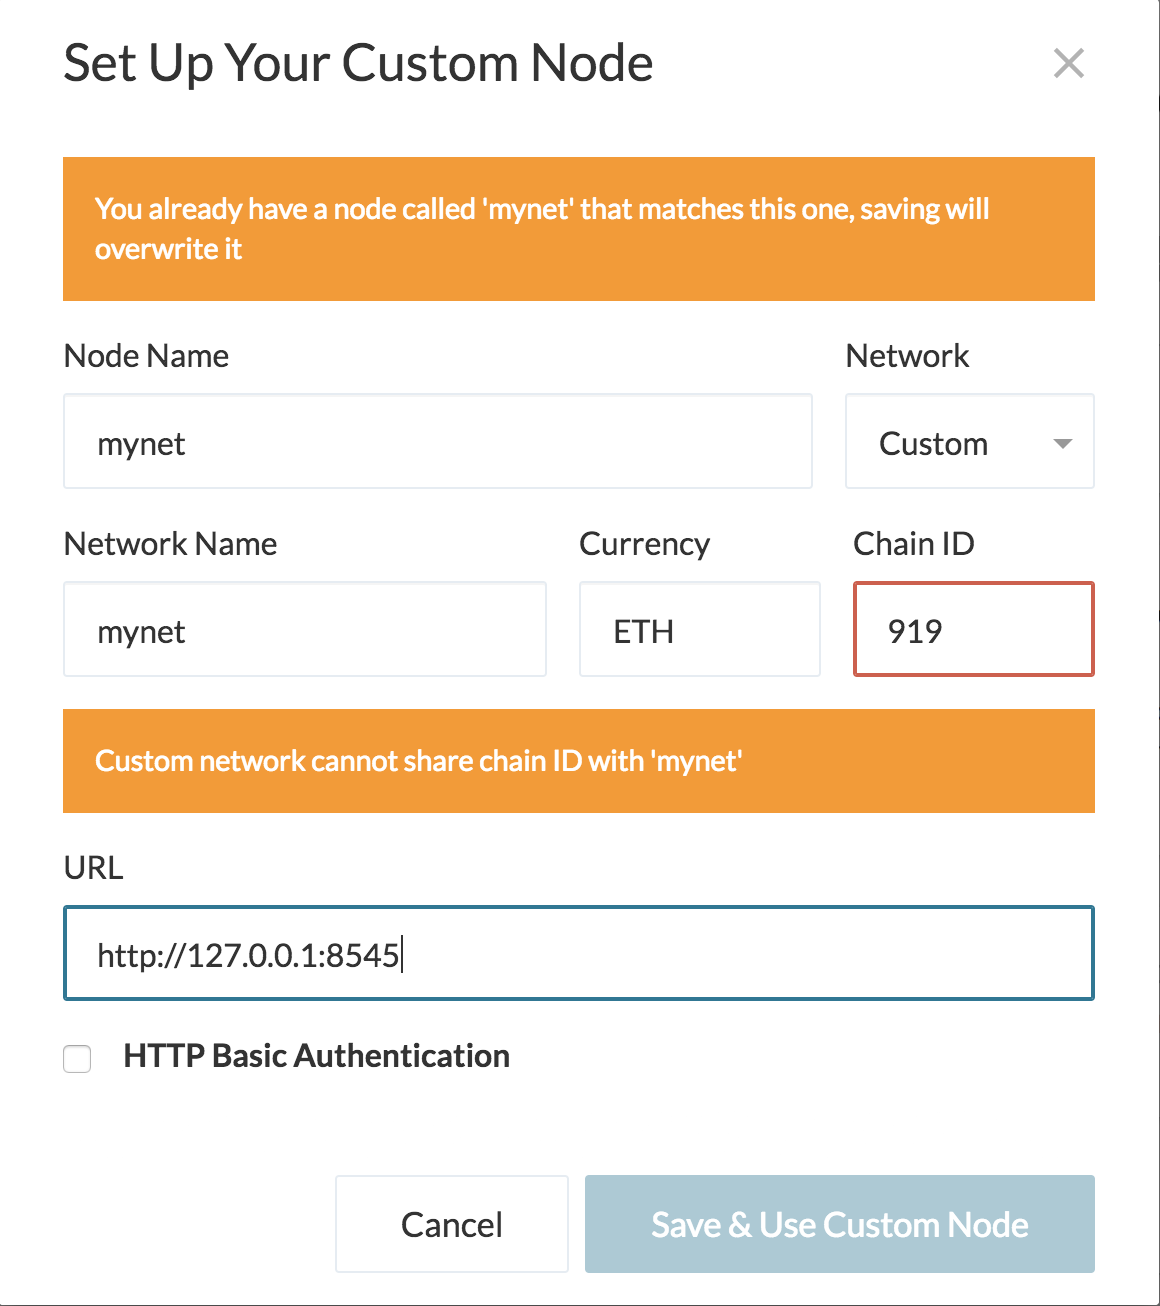 Set Up Your Custom Node
You already have a node called 'mynet' that matches this one, saving will
overwrite it
Node Name
Network
mynet
Custom
Network Name
Currency
Chain ID
mynet
ETH
919
Custom network cannot share chain ID with 'mynet'
URL
http://127.0.0.1:8545
HTTP Basic Authentication
Cancel
Save & Use Custom Node